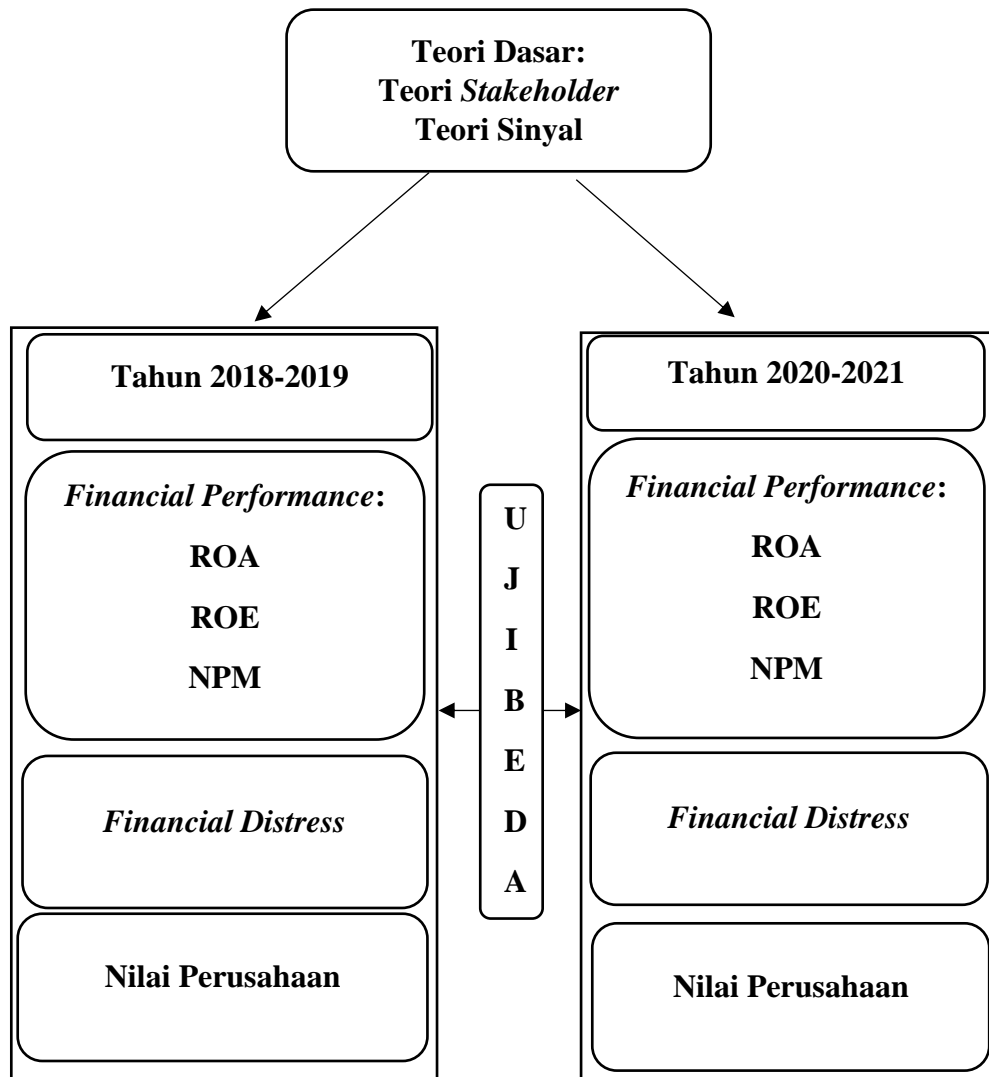 Teori Dasar:
Teori Stakeholder
Teori Sinyal
Tahun 2018-2019
Financial Performance:
ROA
ROE
NPM
Financial Distress
Nilai Perusahaan
U
J
I
B
E
D
A
Tahun 2020-2021
Financial Performance:
ROA
ROE
NPM
Financial Distress
Nilai Perusahaan